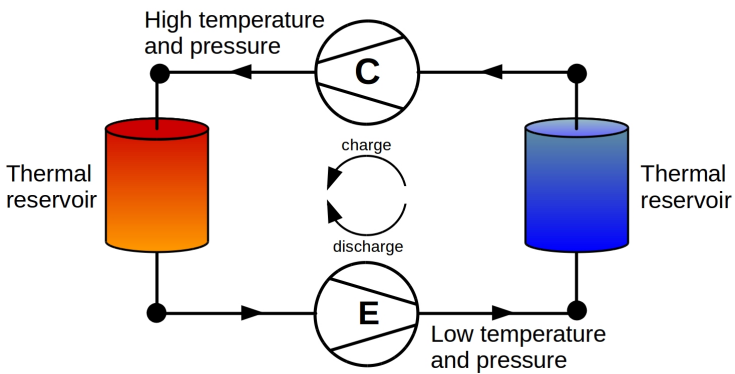 High temperature
and pressure
C
charge
Thermal
reservoir
Thermal
reservoir
discharge
E
Low temperature
and pressure